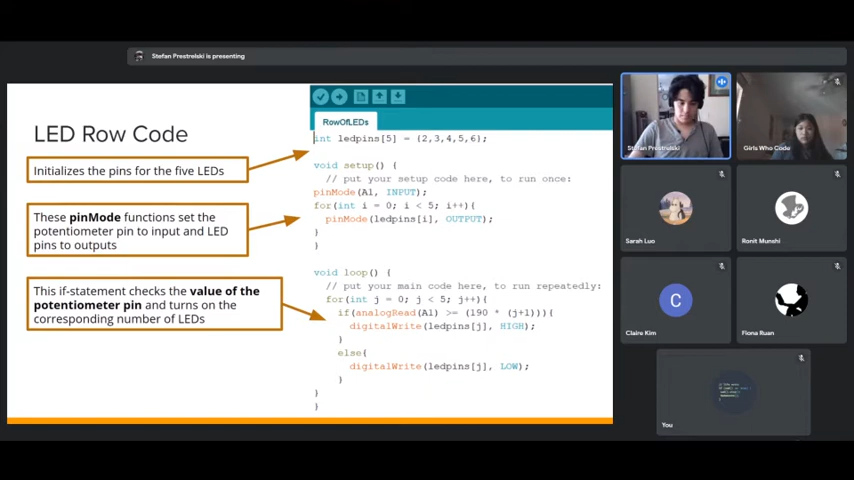 Stefan Prestrelski is presenting
LED Row Code
Initializes the pins for the five LEDs
These pinMode functions set the
potentiometer pin to input and LED
pins to outputs
This if-statement checks the value of the
potentiometer pin and turns on the
corresponding number of LEDs
RowOfLEDs
int ledpins[5] = {2,3,4,5,6};
void setup() {
// put your setup code here, to run once:
pinMode(A1, INPUT);
for(int i = 0; i < 5; i++){
pinMode(ledpins[i], OUTPUT);
}
}
void loop() {
// put your main code here, to run repeatedly:
for(int j = 0; j < 5; j++){
if(analogRead(A1) >= (190 * (j+1))){
digitalWrite(ledpins[j], HIGH);
}
else{
digitalWrite(ledpins[j], LOW);
}
}
}
Stefan Prestrelski
Girls Who Code
Sarah Luo
Ronit Munshi
C
Claire Kim
Fiona Ruan
You